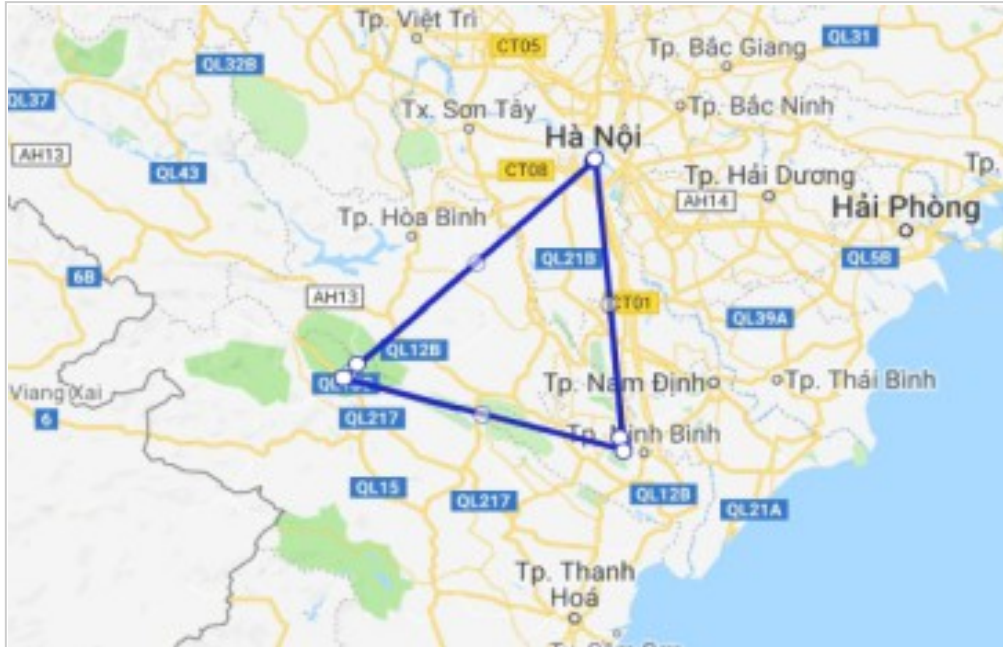 Tp. Việt Trì
CT05
QL31
Tp. Bắc Giang
QL32B
QL37
Tx. Sơn Tây
Tp. Bắc Ninh
Hà Nội
AH13
QL43
CT08
Tp. Hải Dương
Tp.
AH14
Tp. Hòa Bình
Hải Phòng
QL21B
QL5B
6B
AH13
CT01
QL39A
QL12B
Viang Xai
Tp. Nam Định
Tp. Thái Bình
6
QL217
Tp. Ninh Bình
QL15
QL217
QL12B
QL21A
Tp. Thanh
Hoá